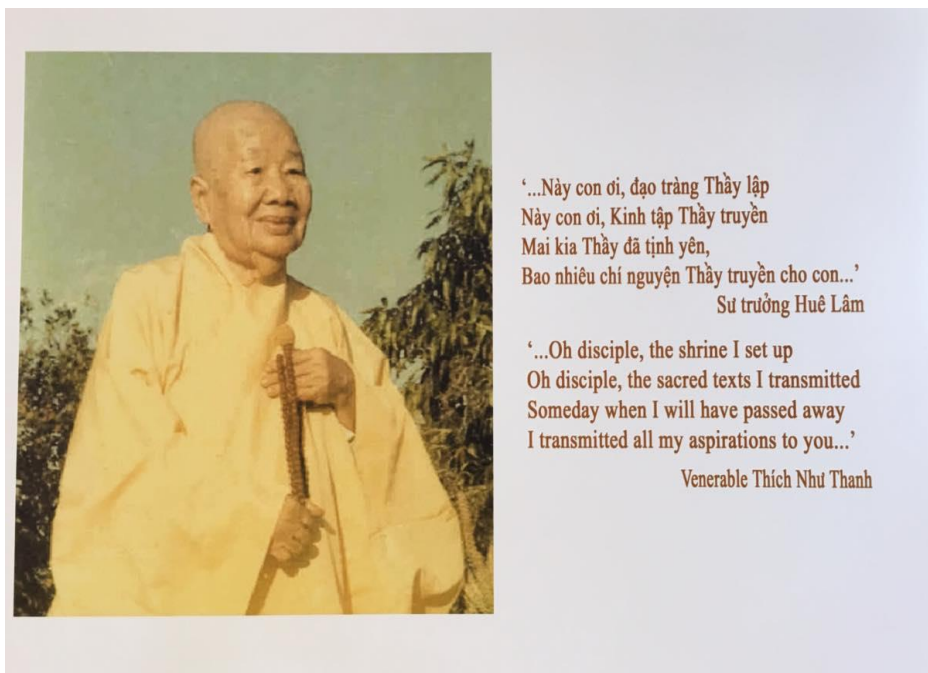 ‘...Này con ơi, đạo tràng Thầy lập
Này con ơi, Kinh tập Thầy truyền
Mai kia Thầy đã tịnh yên,
Bao nhiêu chí nguyện Thầy truyền cho con...’
Sư trưởng Huê Lâm
‘...Oh disciple, the shrine I set up
Oh disciple, the sacred texts I transmitted
Someday when I will have passed away
I transmitted all my aspirations to you...’
Venerable Thích Như Thanh